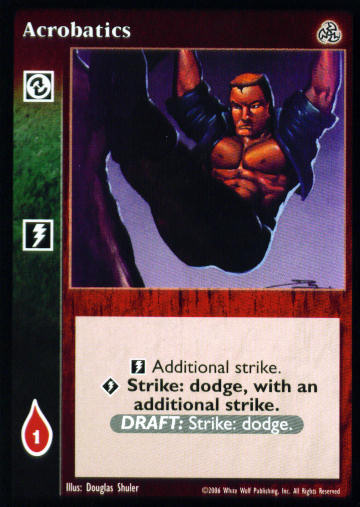 Acrobatics
Additional strike.
Strike: dodge, with an
additional strike.
DRAFT: Strike: dodge.
1
Illus: Douglas Shuler
©2006 White Wolf Publishing, Inc. All Rights Reserved